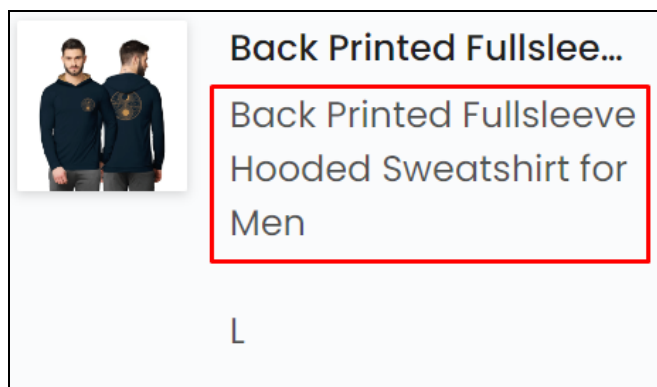 Back Printed Fullslee...
Back Printed Fullsleeve
Hooded Sweatshirt for
Men
L